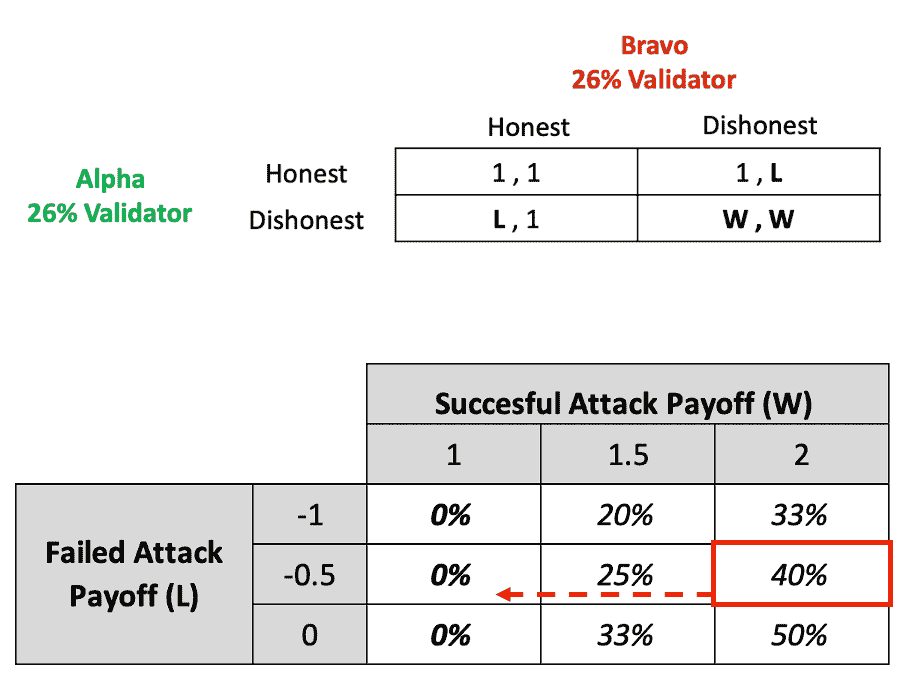 Bravo
26% Validator
Honest Dishonest
Alpha
26% Validator
Honest 1 , 1 1 , L
Dishonest L , 1 W , W
Succesful Attack Payoff (W)
1 1.5 2
Failed Attack
Payoff (L)
-1 0% 20% 33%
-0.5 0% 25% 40%
0 0% 33% 50%